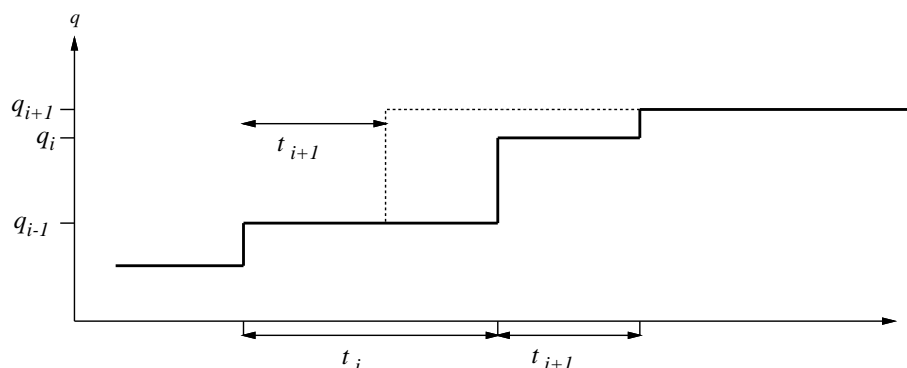 q
q_{i+1}
q_i
t_{i+1}
q_{i-1}
t_i
t_{i+1}